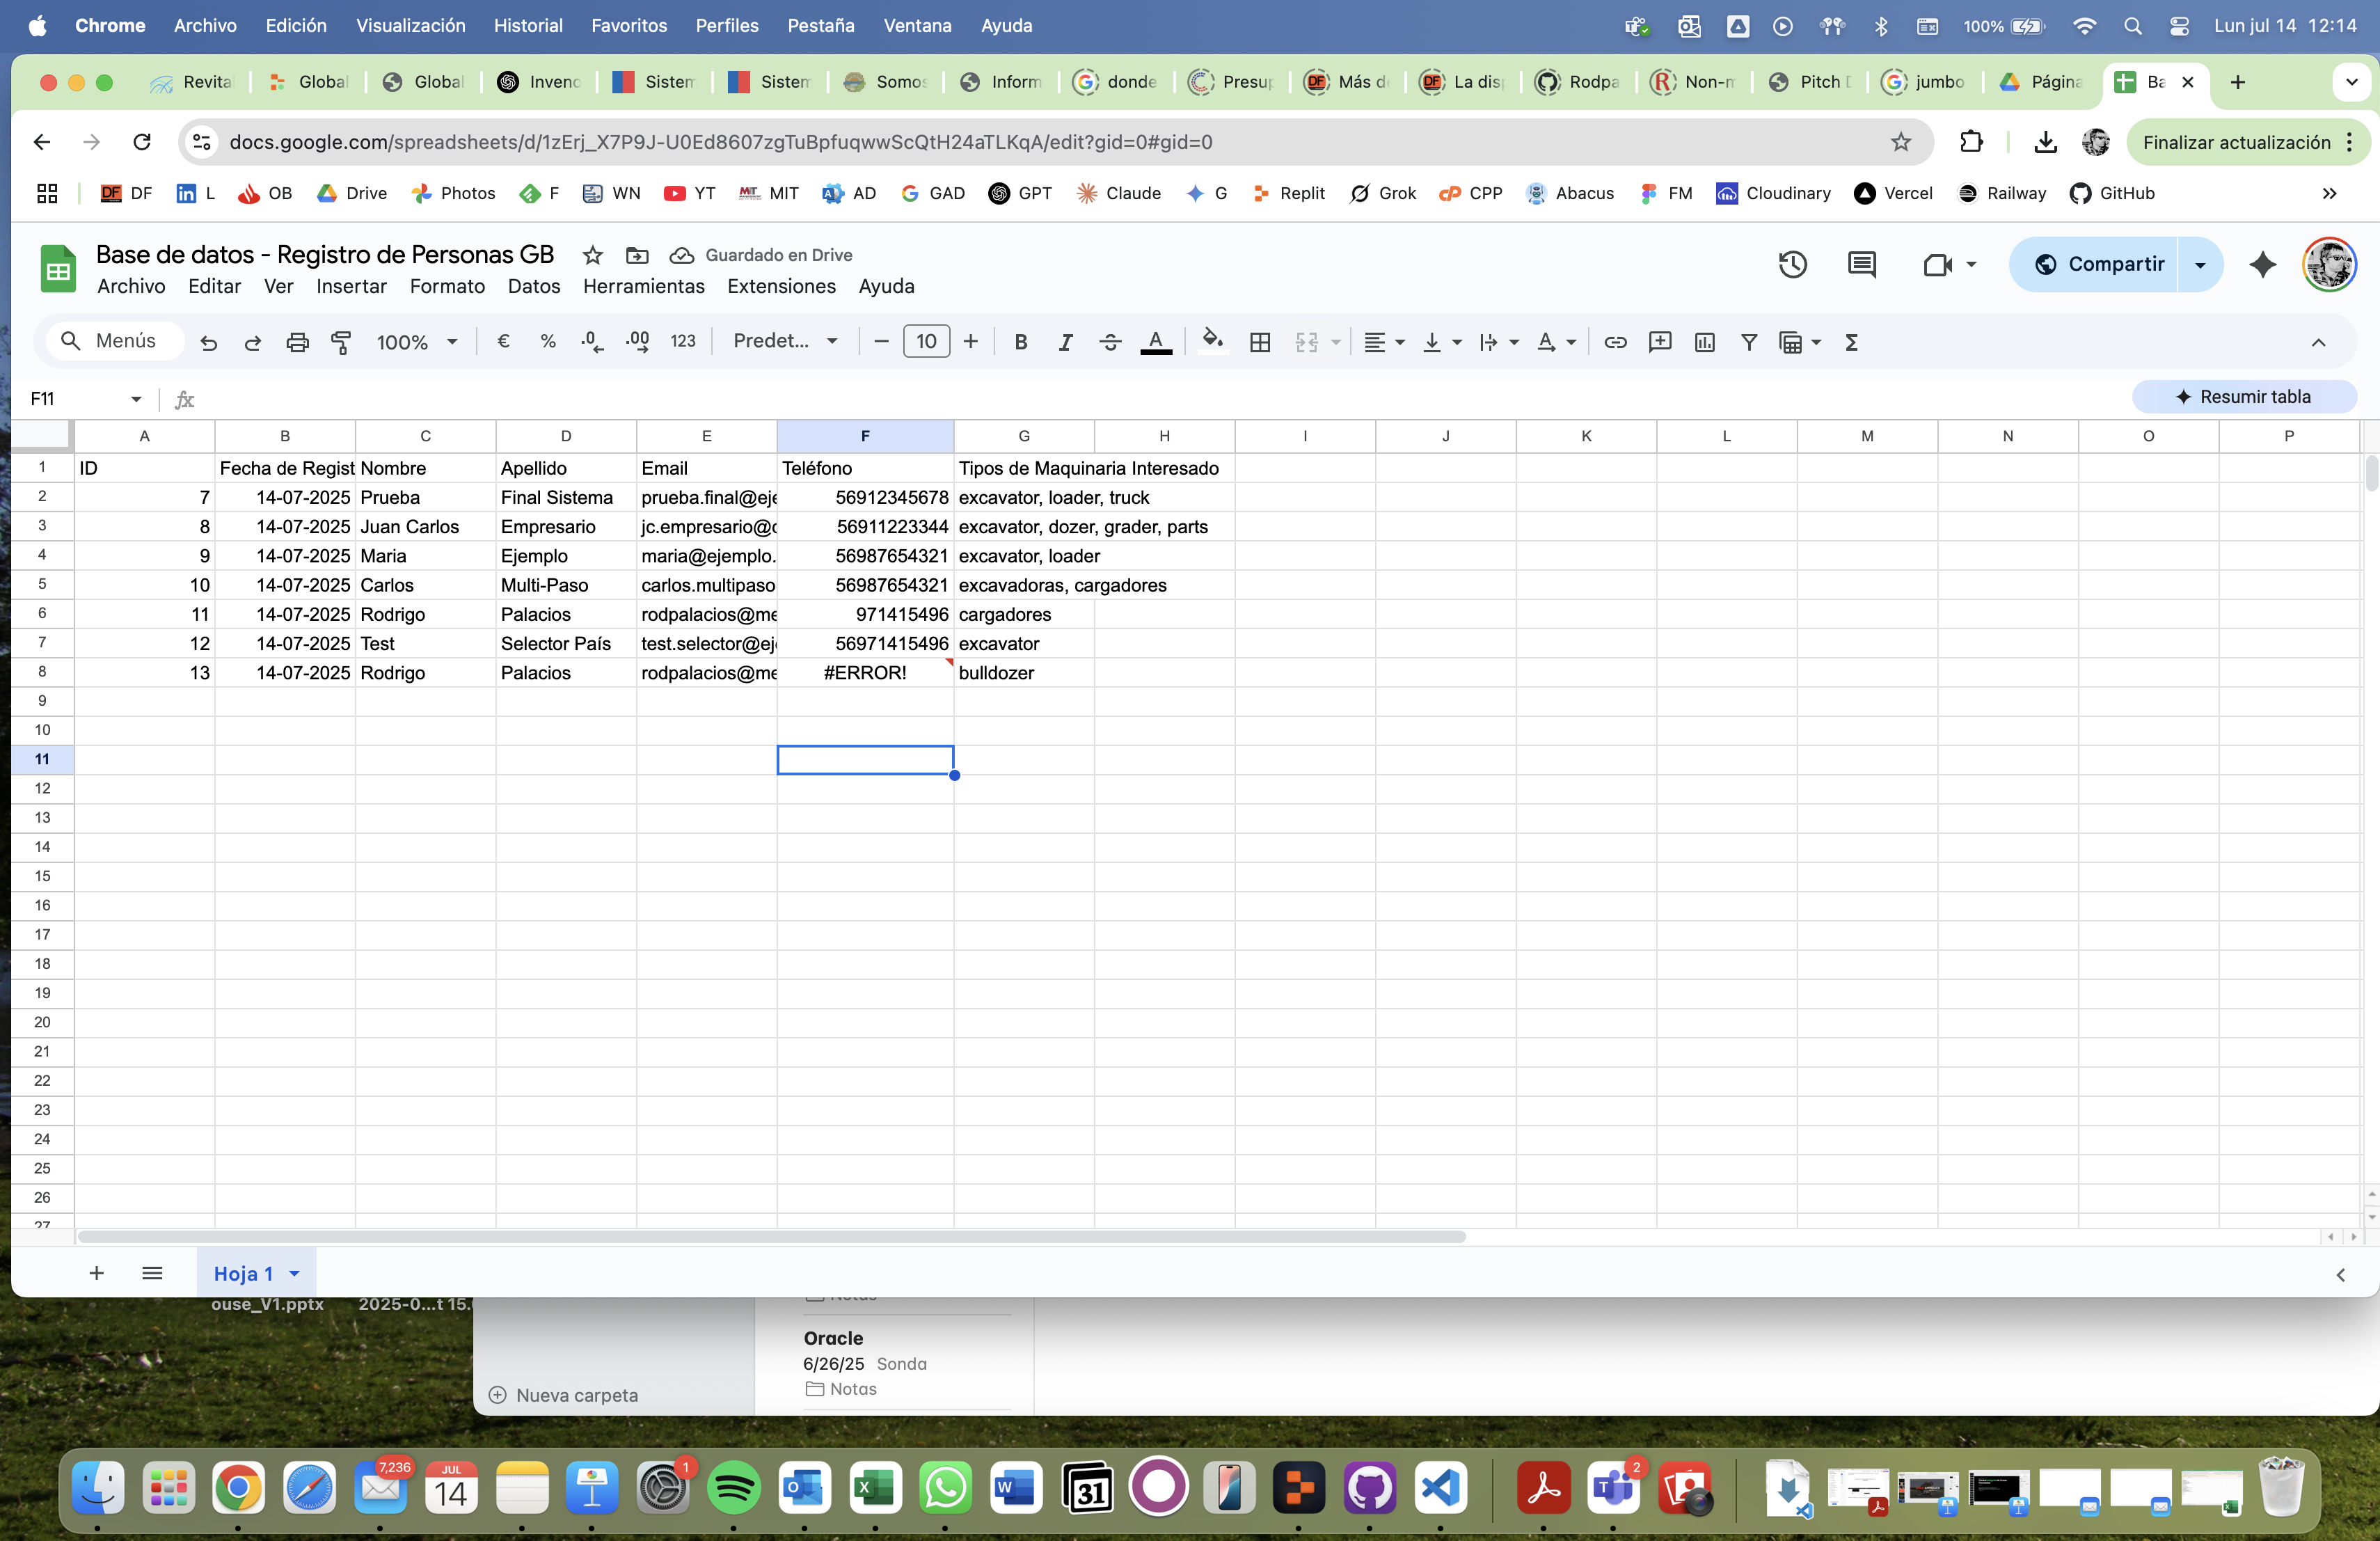 Chrome Archivo Edición Visualización Historial Favoritos Perfiles Pestaña Ventana Ayuda 100% Lun jul 14 12:14
Revital Global Global Inveno Sistem Sistem Somos Inform donde Presup Más d La disp Rodpa Non-m Pitch D jumbo Página Ba
docs.google.com/spreadsheets/d/1zErj_X7P9J-U0Ed8607zgTuBpfuqwwScQtH24aTLKqA/edit?gid=0#gid=0 Finalizar actualización
DF L OB Drive Photos F WN YT MIT AD GAD GPT Claude G Replit Grok CPP Abacus FM Cloudinary Vercel Railway GitHub
Base de datos - Registro de Personas GB Guardado en Drive
Archivo Editar Ver Insertar Formato Datos Herramientas Extensiones Ayuda Compartir
Menús 100% € % .0 .00 123 Predet... 10 B I A Σ
F11 fx Resumir tabla
A B C D E F G H I J K L M N O P
1 ID Fecha de Regist Nombre Apellido Email Teléfono Tipos de Maquinaria Interesado
2 7 14-07-2025 Prueba Final Sistema prueba.final@eje 56912345678 excavator, loader, truck
3 8 14-07-2025 Juan Carlos Empresario jc.empresario@c 56911223344 excavator, dozer, grader, parts
4 9 14-07-2025 Maria Ejemplo maria@ejemplo. 56987654321 excavator, loader
5 10 14-07-2025 Carlos Multi-Paso carlos.multipaso 56987654321 excavadoras, cargadores
6 11 14-07-2025 Rodrigo Palacios rodpalacios@me 971415496 cargadores
7 12 14-07-2025 Test Selector País test.selector@ej 56971415496 excavator
8 13 14-07-2025 Rodrigo Palacios rodpalacios@me #ERROR! bulldozer
9
10
11
12
13
14
15
16
17
18
19
20
21
22
23
24
25
26
27
Hoja 1
ouse_V1.pptx 2025-0...t 15.
Notas
Oracle
6/26/25 Sonda
Notas
Nueva carpeta
7,236
JUL
14
1
31
2